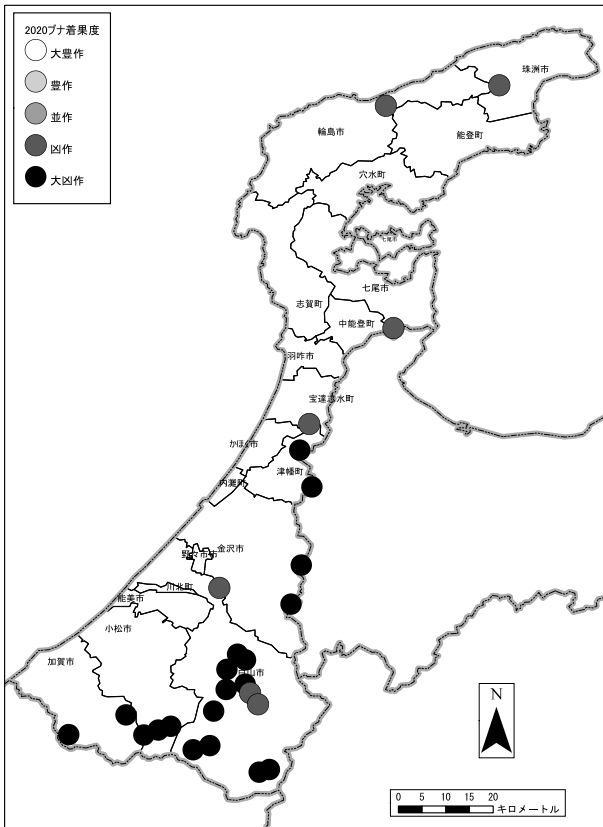 2020ブナ着果度
大豊作
豊作
並作
凶作
大凶作
珠洲市
輪島市
能登町
穴水町
七尾市
七尾市
志賀町
中能登町
羽咋市
宝達志水町
かほく市
津幡町
内灘町
金沢市
野々市市
川北町
能美市
小松市
加賀市
白山市
N
0 5 10 15 20
キロメートル